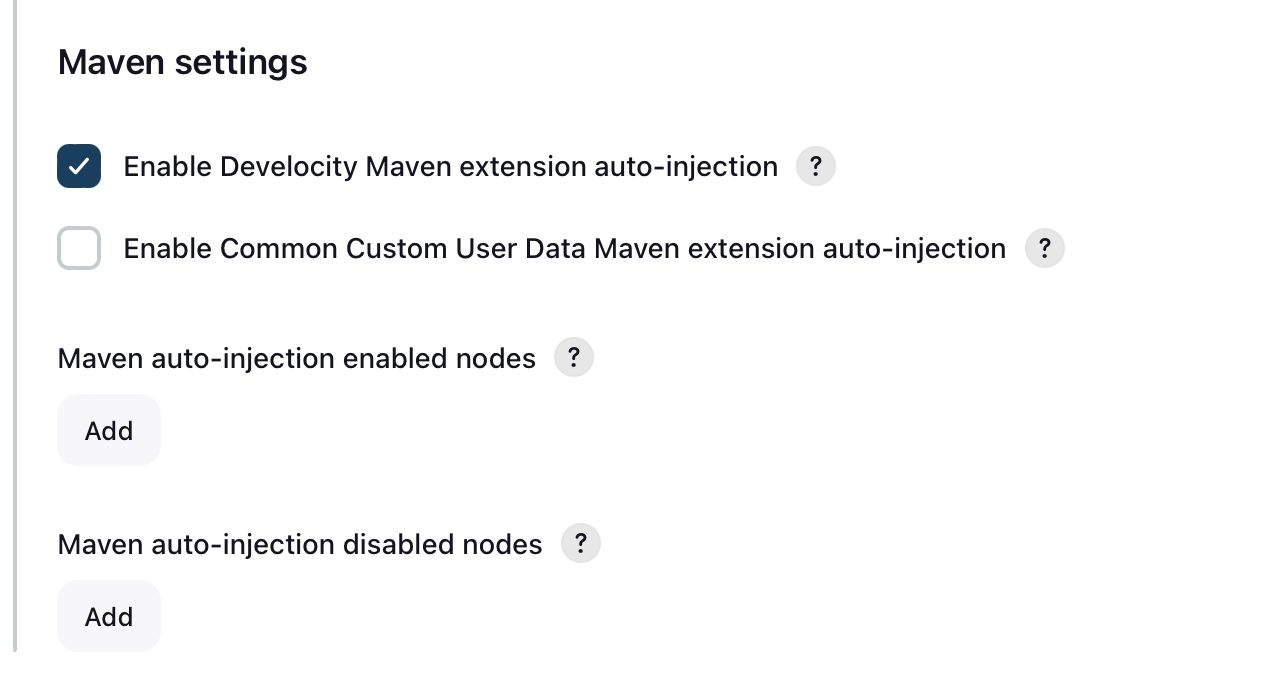 Maven settings
Enable Develocity Maven extension auto-injection ?
Enable Common Custom User Data Maven extension auto-injection ?
Maven auto-injection enabled nodes ?
Add
Maven auto-injection disabled nodes ?
Add